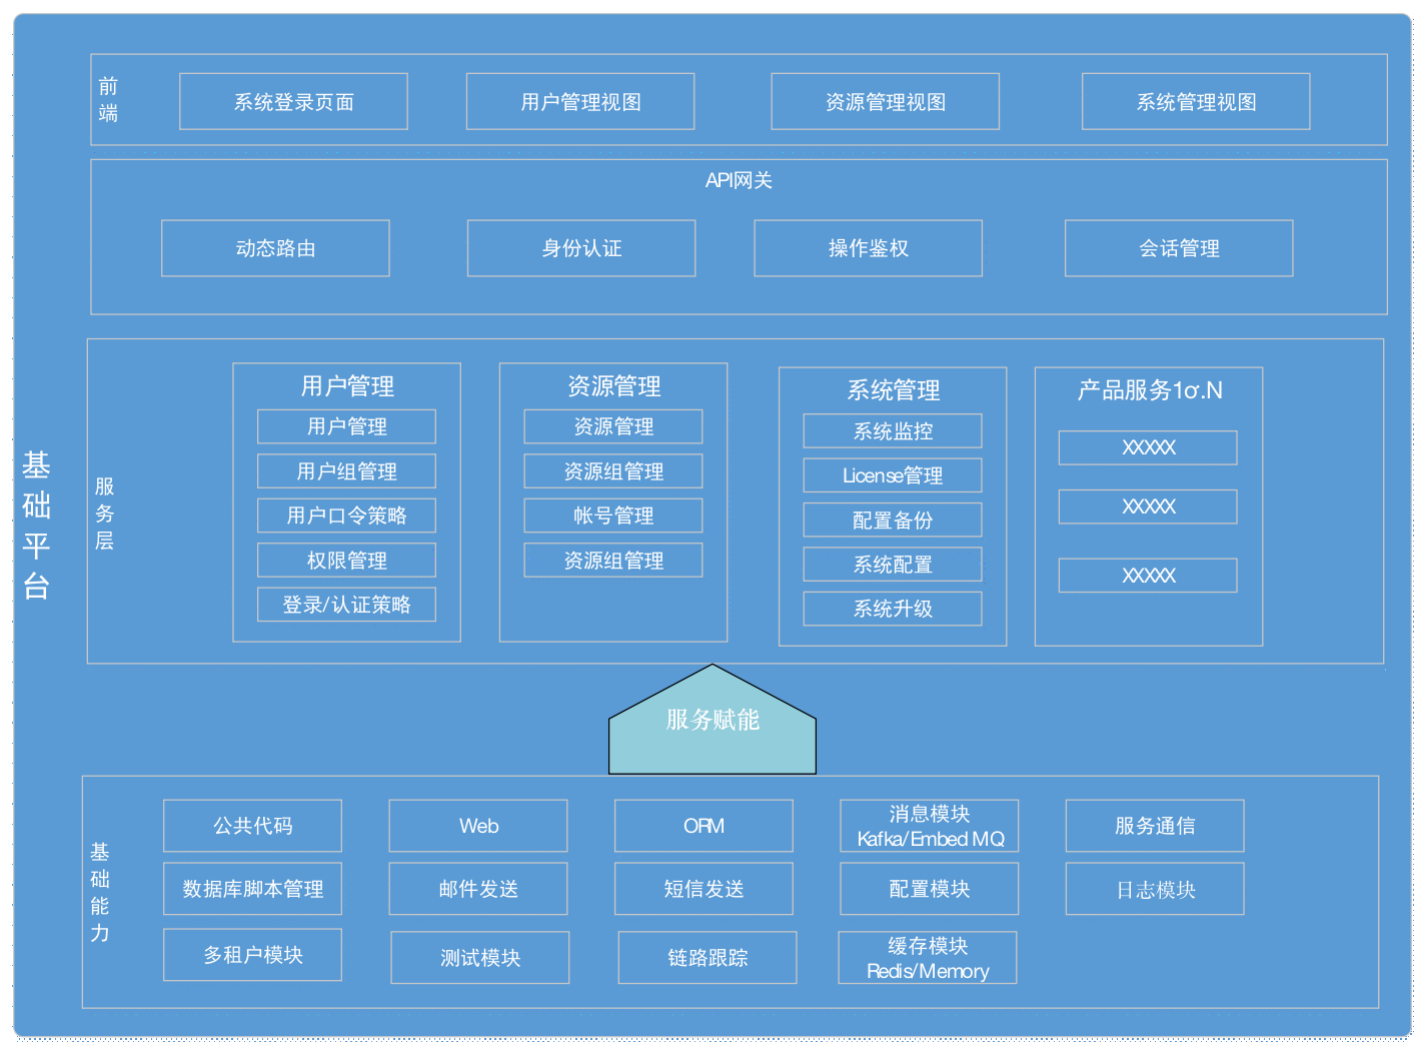 基础平台
前端
系统登录页面
用户管理视图
资源管理视图
系统管理视图
API网关
动态路由
身份认证
操作鉴权
会话管理
服务层
用户管理
用户管理
用户组管理
用户口令策略
权限管理
登录/认证策略
资源管理
资源管理
资源组管理
帐号管理
资源组管理
系统管理
系统监控
License管理
配置备份
系统配置
系统升级
产品服务1σ.N
XXXXX
XXXXX
XXXXX
服务赋能
基础能力
公共代码
Web
ORM
消息模块
Kafka/Embed MQ
服务通信
数据库脚本管理
邮件发送
短信发送
配置模块
日志模块
多租户模块
测试模块
链路跟踪
缓存模块
Redis/Memory